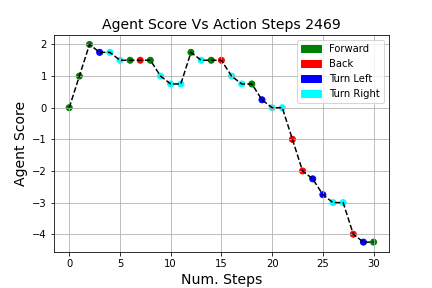 Agent Score Vs Action Steps 2469
Agent Score
2
1
0
−1
−2
−3
−4
Forward
Back
Turn Left
Turn Right
0 5 10 15 20 25 30
Num. Steps